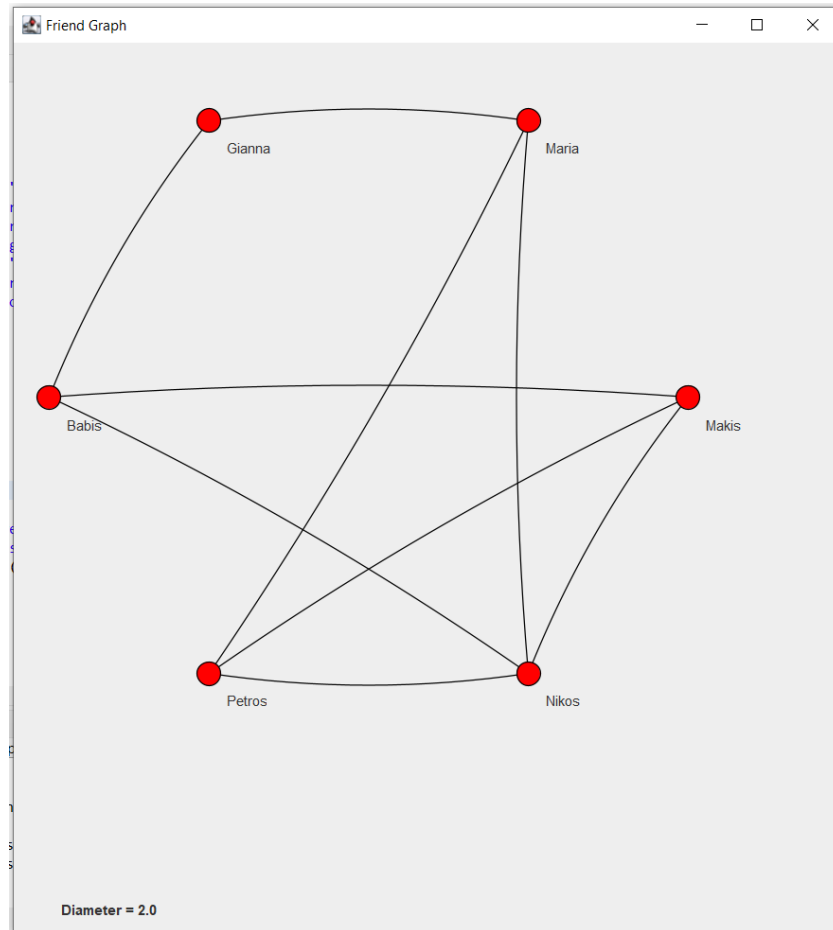 Friend Graph
Gianna
Maria
Babis
Makis
Petros
Nikos
Diameter = 2.0